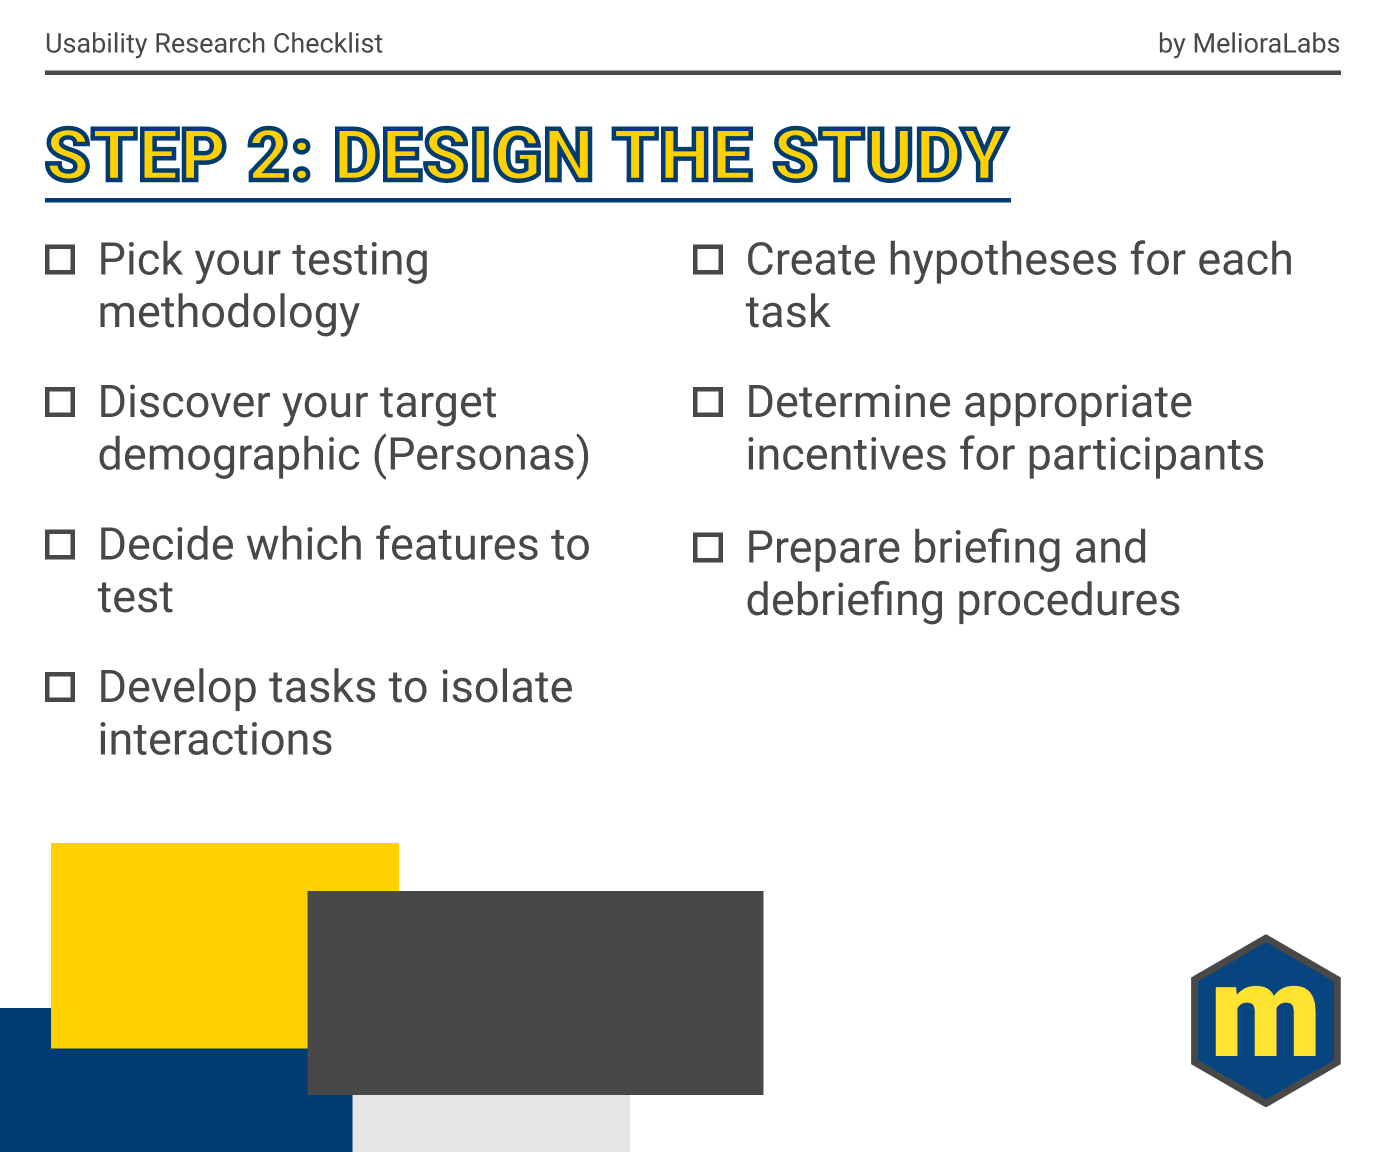 Usability Research Checklist
by MelioraLabs
STEP 2: DESIGN THE STUDY
Pick your testing
methodology
Discover your target
demographic (Personas)
Decide which features to
test
Develop tasks to isolate
interactions
Create hypotheses for each
task
Determine appropriate
incentives for participants
Prepare briefing and
debriefing procedures
m